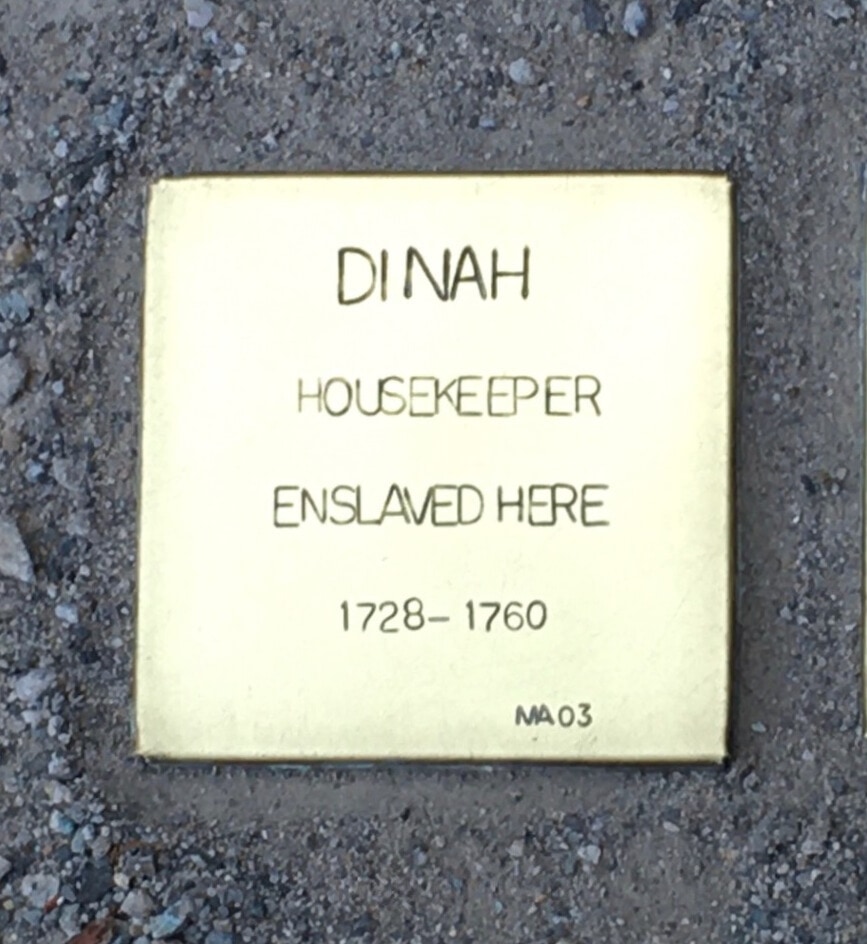 DINAH
HOUSEKEEPER
ENSLAVED HERE
1728-1760
MA03